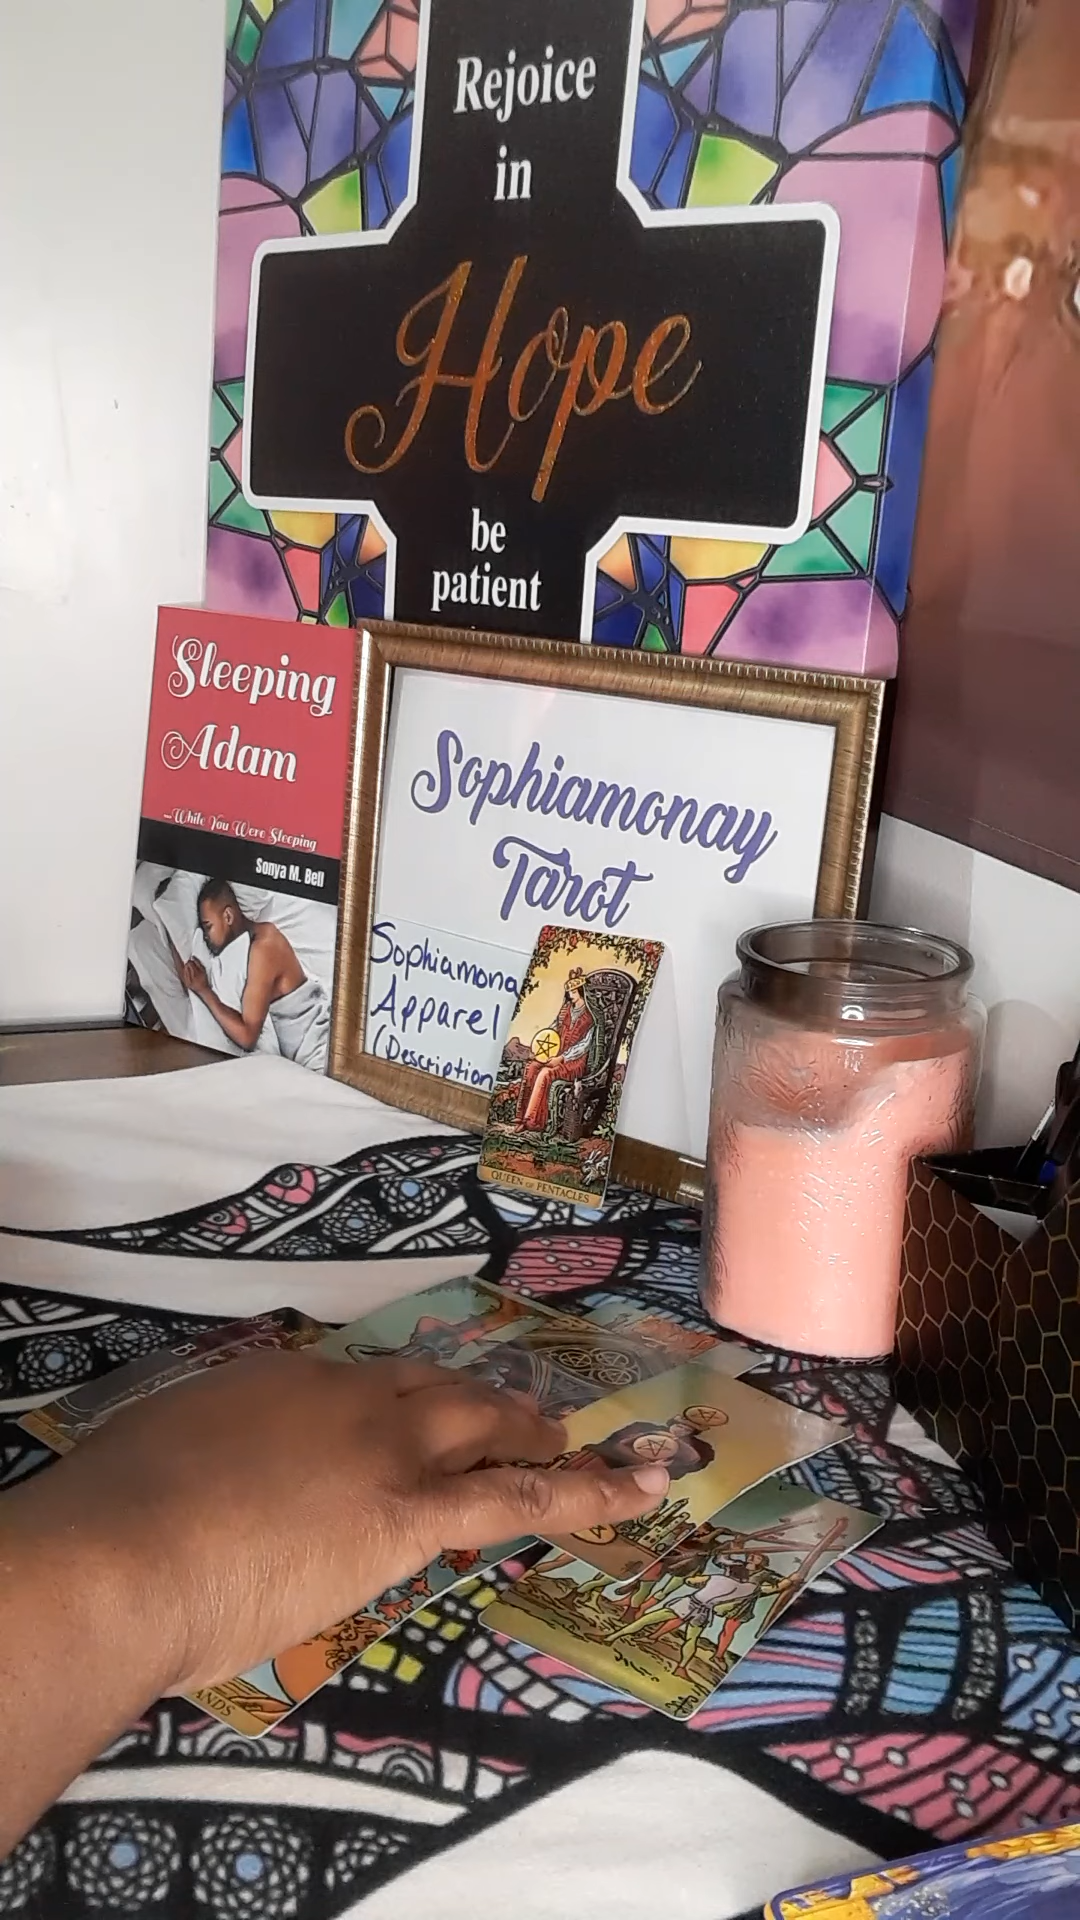 Rejoice
in
Hope
be
patient
Sleeping
Adam
...While You Were Sleeping
Sonya M. Bell
Sophiamonay
Tarot
Sophiamona
Apparel
(Description
QUEEN OF PENTACLES
ANDS